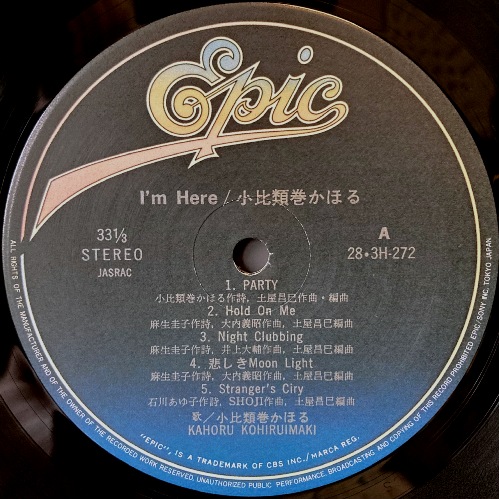 Epic
I'm Here / 小比類巻かほる
33⅓
STEREO
JASRAC
A
28・3H-272
1. PARTY
小比類巻かほる作詩, 土屋昌巳作曲・編曲
2. Hold On Me
麻生圭子作詩, 大内義昭作曲, 土屋昌巳編曲
3. Night Clubbing
麻生圭子作詩, 井上大輔作曲, 土屋昌巳編曲
4. 悲しきMoon Light
麻生圭子作詩, 大内義昭作曲, 土屋昌巳編曲
5. Stranger's City
石川あゆ子作詩, SHOJI作曲, 土屋昌巳編曲
歌／小比類巻かほる
KAHORU KOHIRUIMAKI
"EPIC", IS A TRADEMARK OF CBS INC./MARCA REG.
ALL RIGHTS OF THE MANUFACTURER AND OF THE OWNER OF THE RECORDED WORK RESERVED. UNAUTHORIZED PUBLIC PERFORMANCE, BROADCASTING AND COPYING OF THIS RECORD PROHIBITED EPIC/SONY INC. TOKYO JAPAN